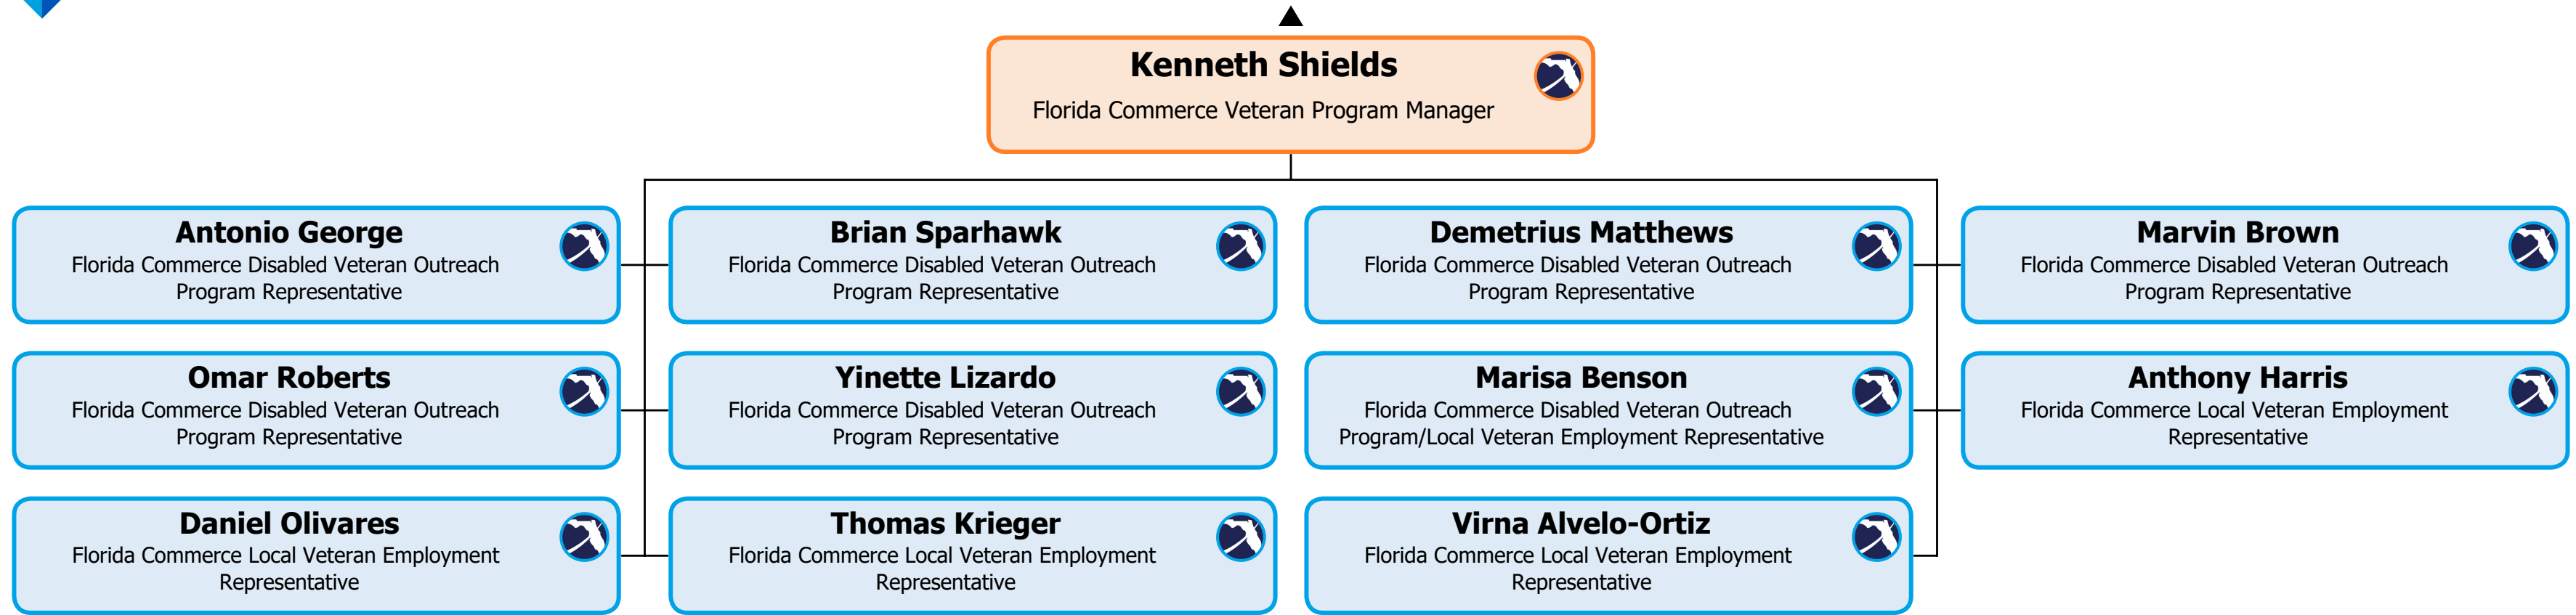 Kenneth Shields
Florida Commerce Veteran Program Manager
Antonio George
Florida Commerce Disabled Veteran Outreach
Program Representative
Brian Sparhawk
Florida Commerce Disabled Veteran Outreach
Program Representative
Demetrius Matthews
Florida Commerce Disabled Veteran Outreach
Program Representative
Marvin Brown
Florida Commerce Disabled Veteran Outreach
Program Representative
Omar Roberts
Florida Commerce Disabled Veteran Outreach
Program Representative
Yinette Lizardo
Florida Commerce Disabled Veteran Outreach
Program Representative
Marisa Benson
Florida Commerce Disabled Veteran Outreach
Program/Local Veteran Employment Representative
Anthony Harris
Florida Commerce Local Veteran Employment
Representative
Daniel Olivares
Florida Commerce Local Veteran Employment
Representative
Thomas Krieger
Florida Commerce Local Veteran Employment
Representative
Virna Alvelo-Ortiz
Florida Commerce Local Veteran Employment
Representative